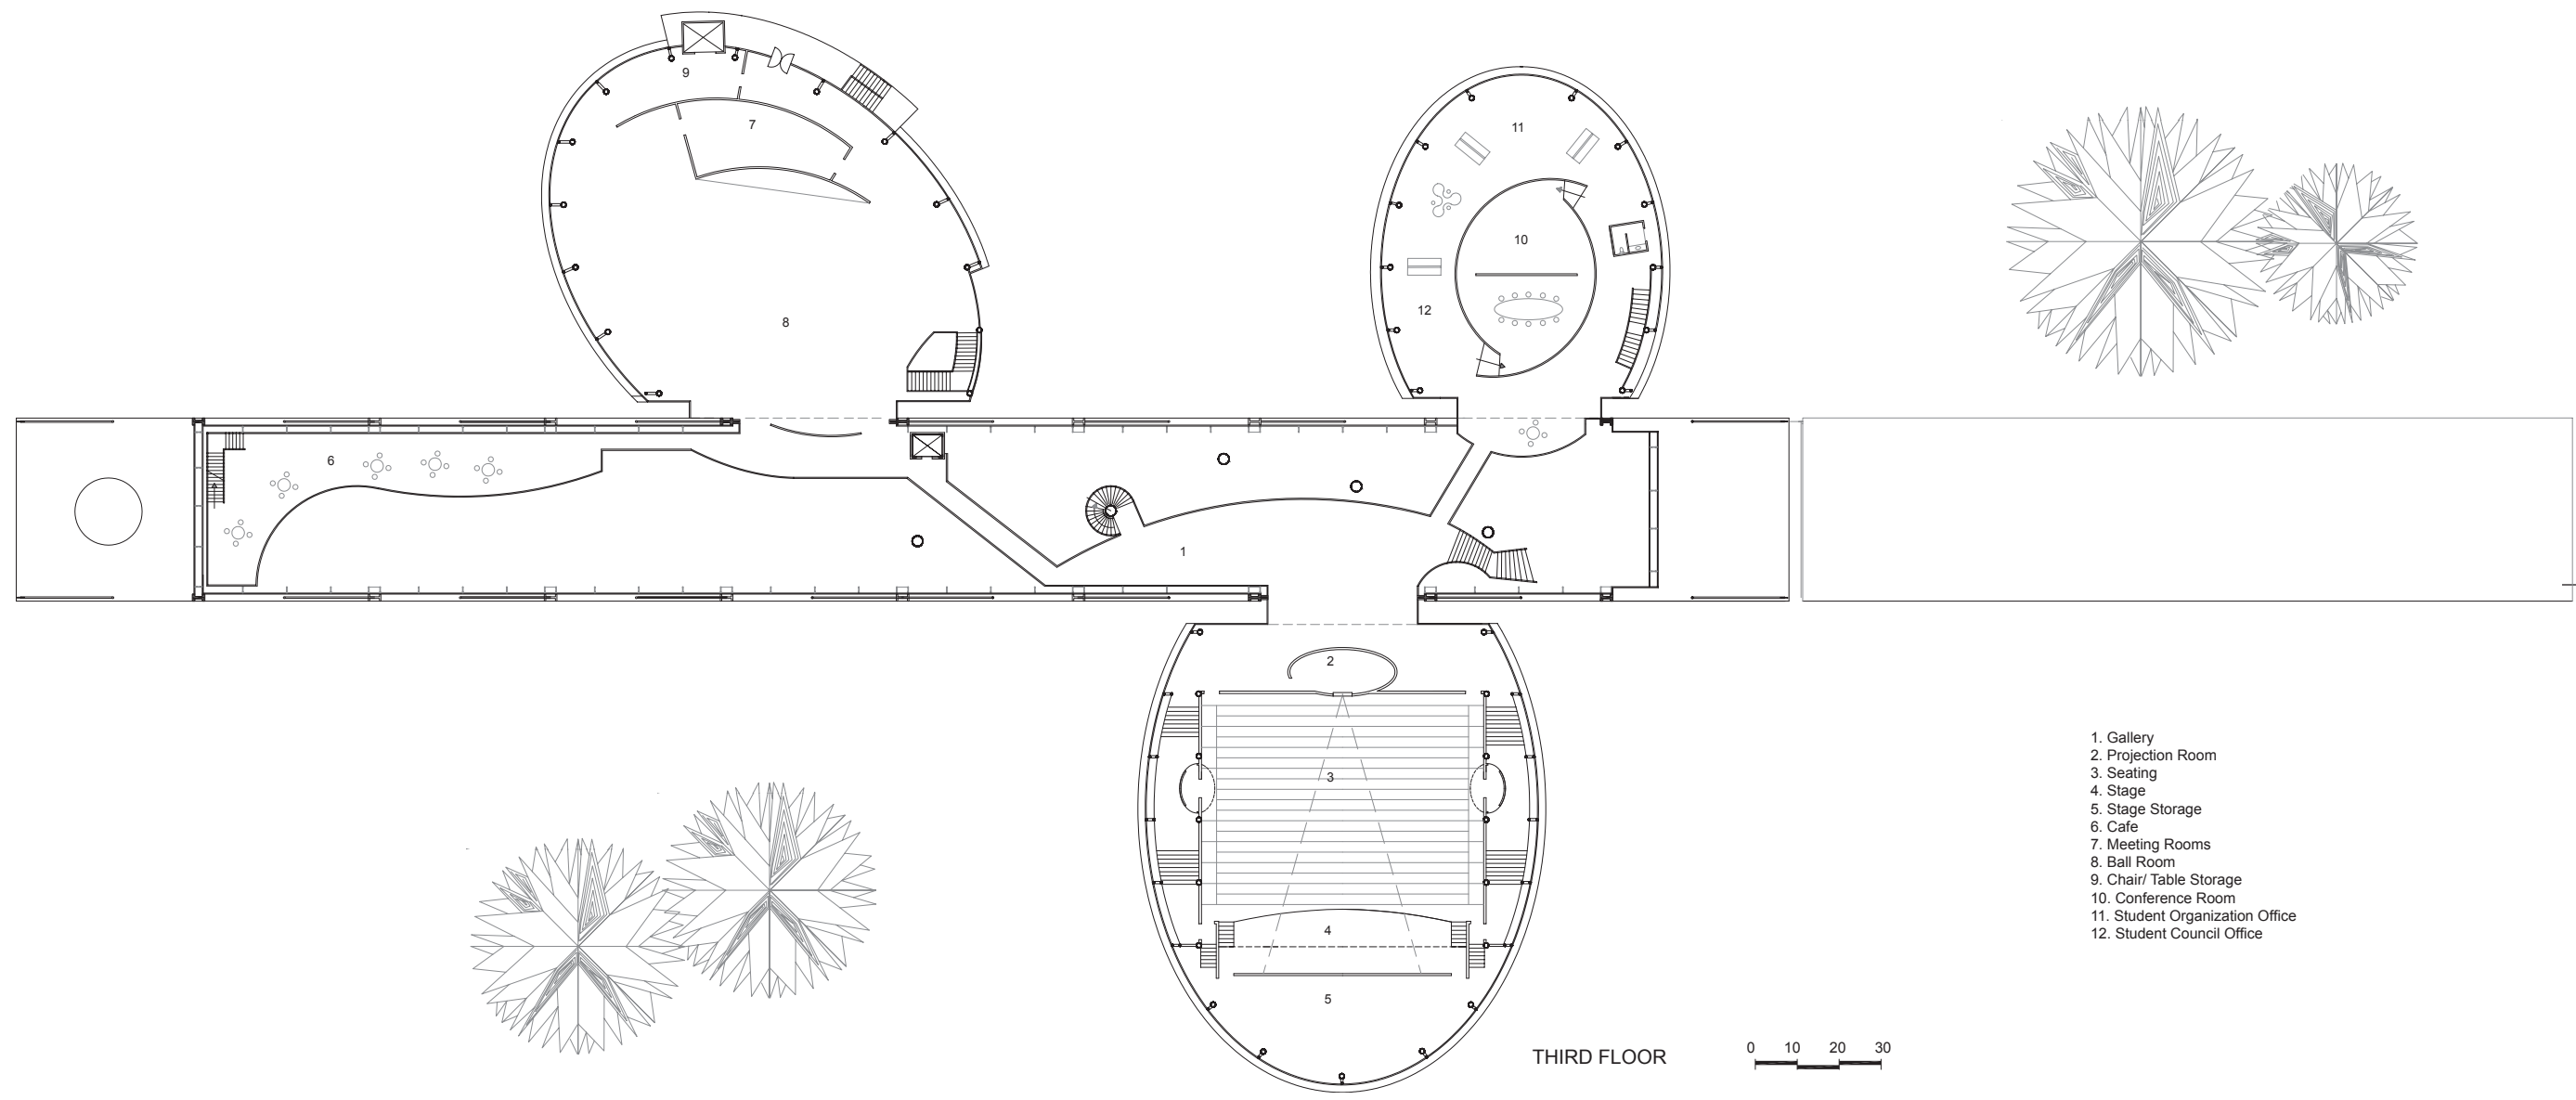 9
7
11
10
8
12
6
1
2
3
4
5
1. Gallery
2. Projection Room
3. Seating
4. Stage
5. Stage Storage
6. Cafe
7. Meeting Rooms
8. Ball Room
9. Chair/ Table Storage
10. Conference Room
11. Student Organization Office
12. Student Council Office
THIRD FLOOR
0 10 20 30